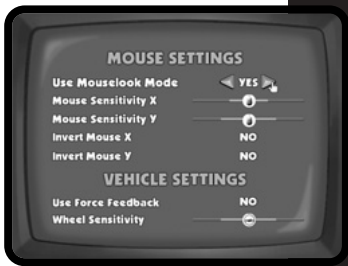 MOUSE SETTINGS
Use Mouselook Mode YES
Mouse Sensitivity X
Mouse Sensitivity Y
Invert Mouse X NO
Invert Mouse Y NO
VEHICLE SETTINGS
Use Force Feedback NO
Wheel Sensitivity